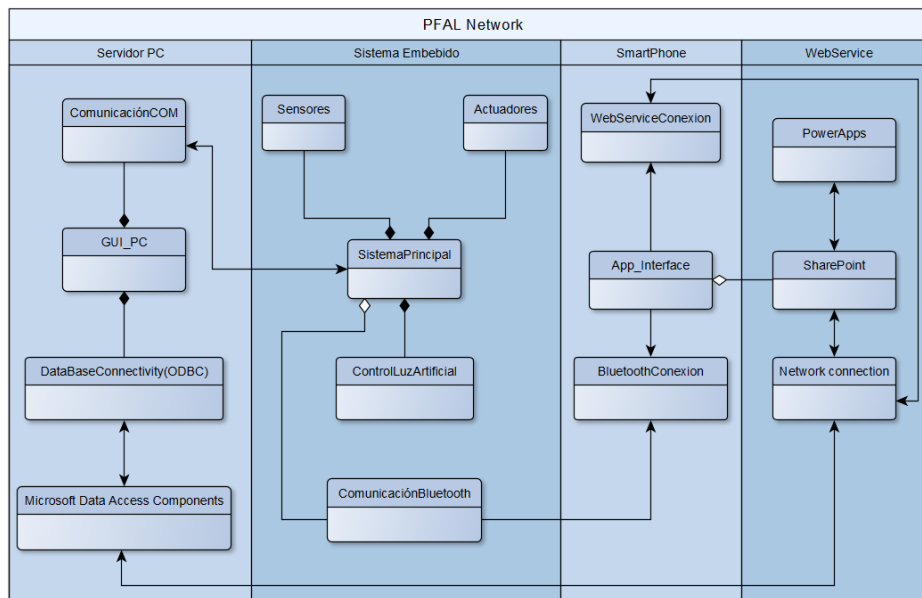 PFAL Network
Servidor PC
Sistema Embebido
SmartPhone
WebService
ComunicaciónCOM
GUI_PC
DataBaseConnectivity(ODBC)
Microsoft Data Access Components
Sensores
Actuadores
SistemaPrincipal
ControlLuzArtificial
ComunicaciónBluetooth
WebServiceConexion
App_Interface
BluetoothConexion
PowerApps
SharePoint
Network connection